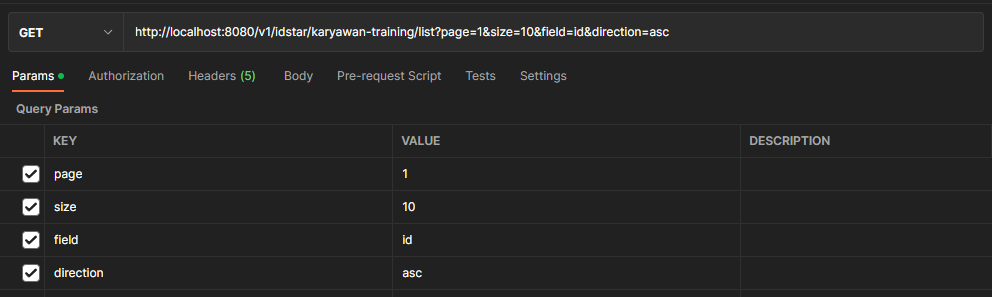 GET http://localhost:8080/v1/idstar/karyawan-training/list?page=1&size=10&field=id&direction=asc
Params Authorization Headers (5) Body Pre-request Script Tests Settings
Query Params
KEY VALUE DESCRIPTION
page 1
size 10
field id
direction asc